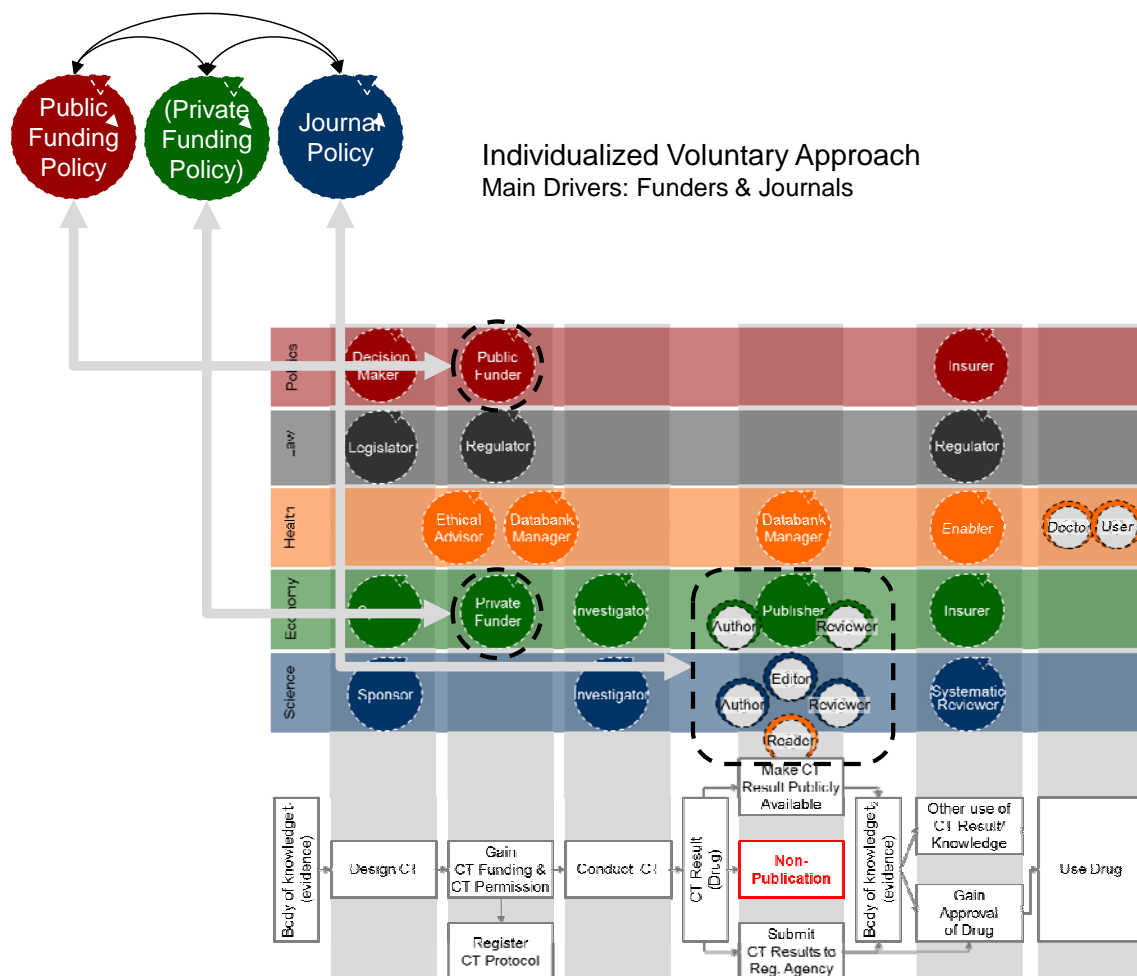 Public
Funding
Policy
(Private
Funding
Policy)
Journal
Policy
Individualized Voluntary Approach
Main Drivers: Funders & Journals
Politics
Decision
Maker
Public
Funder
Insurer
Law
Legislator
Regulator
Regulator
Health
Ethical
Advisor
Databank
Manager
Databank
Manager
Enabler
Doctor
User
Economy
Private
Funder
Investigator
Publisher
Author
Reviewer
Insurer
Science
Sponsor
Investigator
Editor
Author
Reviewer
Reader
Systematic
Reviewer
Body of knowledge-t₁
(evidence)
Design CT
Gain
CT Funding &
CT Permission
Register
CT Protocol
Conduct CT
CT Result
(Drug)
Make CT
Result Publicly
Available
Non-
Publication
Submit
CT Results to
Reg. Agency
Body of knowledge-t₂
(evidence)
Other use of
CT Result/
Knowledge
Gain
Approval
of Drug
Use Drug